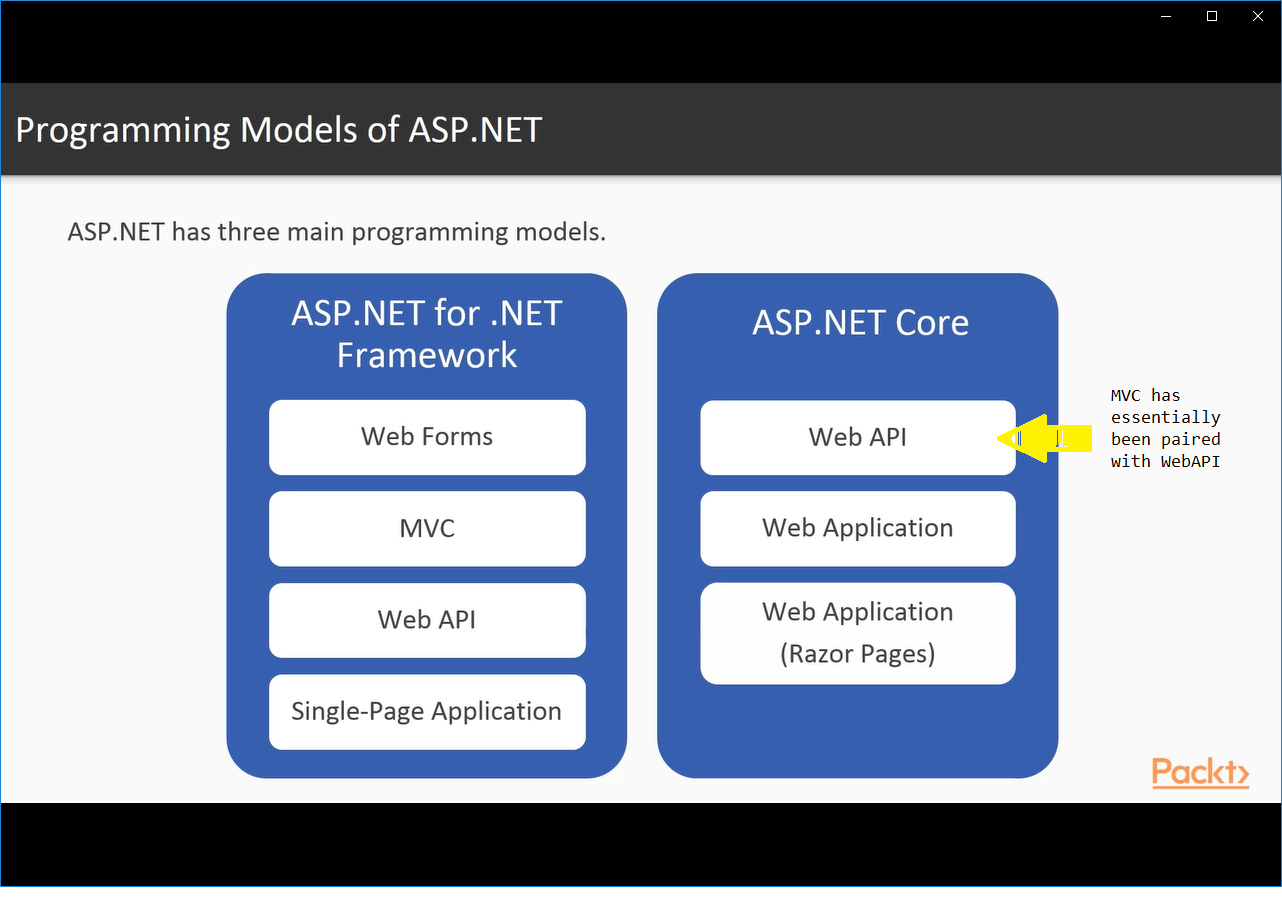 Programming Models of ASP.NET
ASP.NET has three main programming models.
ASP.NET for .NET
Framework
Web Forms
MVC
Web API
Single-Page Application
ASP.NET Core
Web API
Web Application
Web Application
(Razor Pages)
MVC has
essentially
been paired
with WebAPI
Packt>